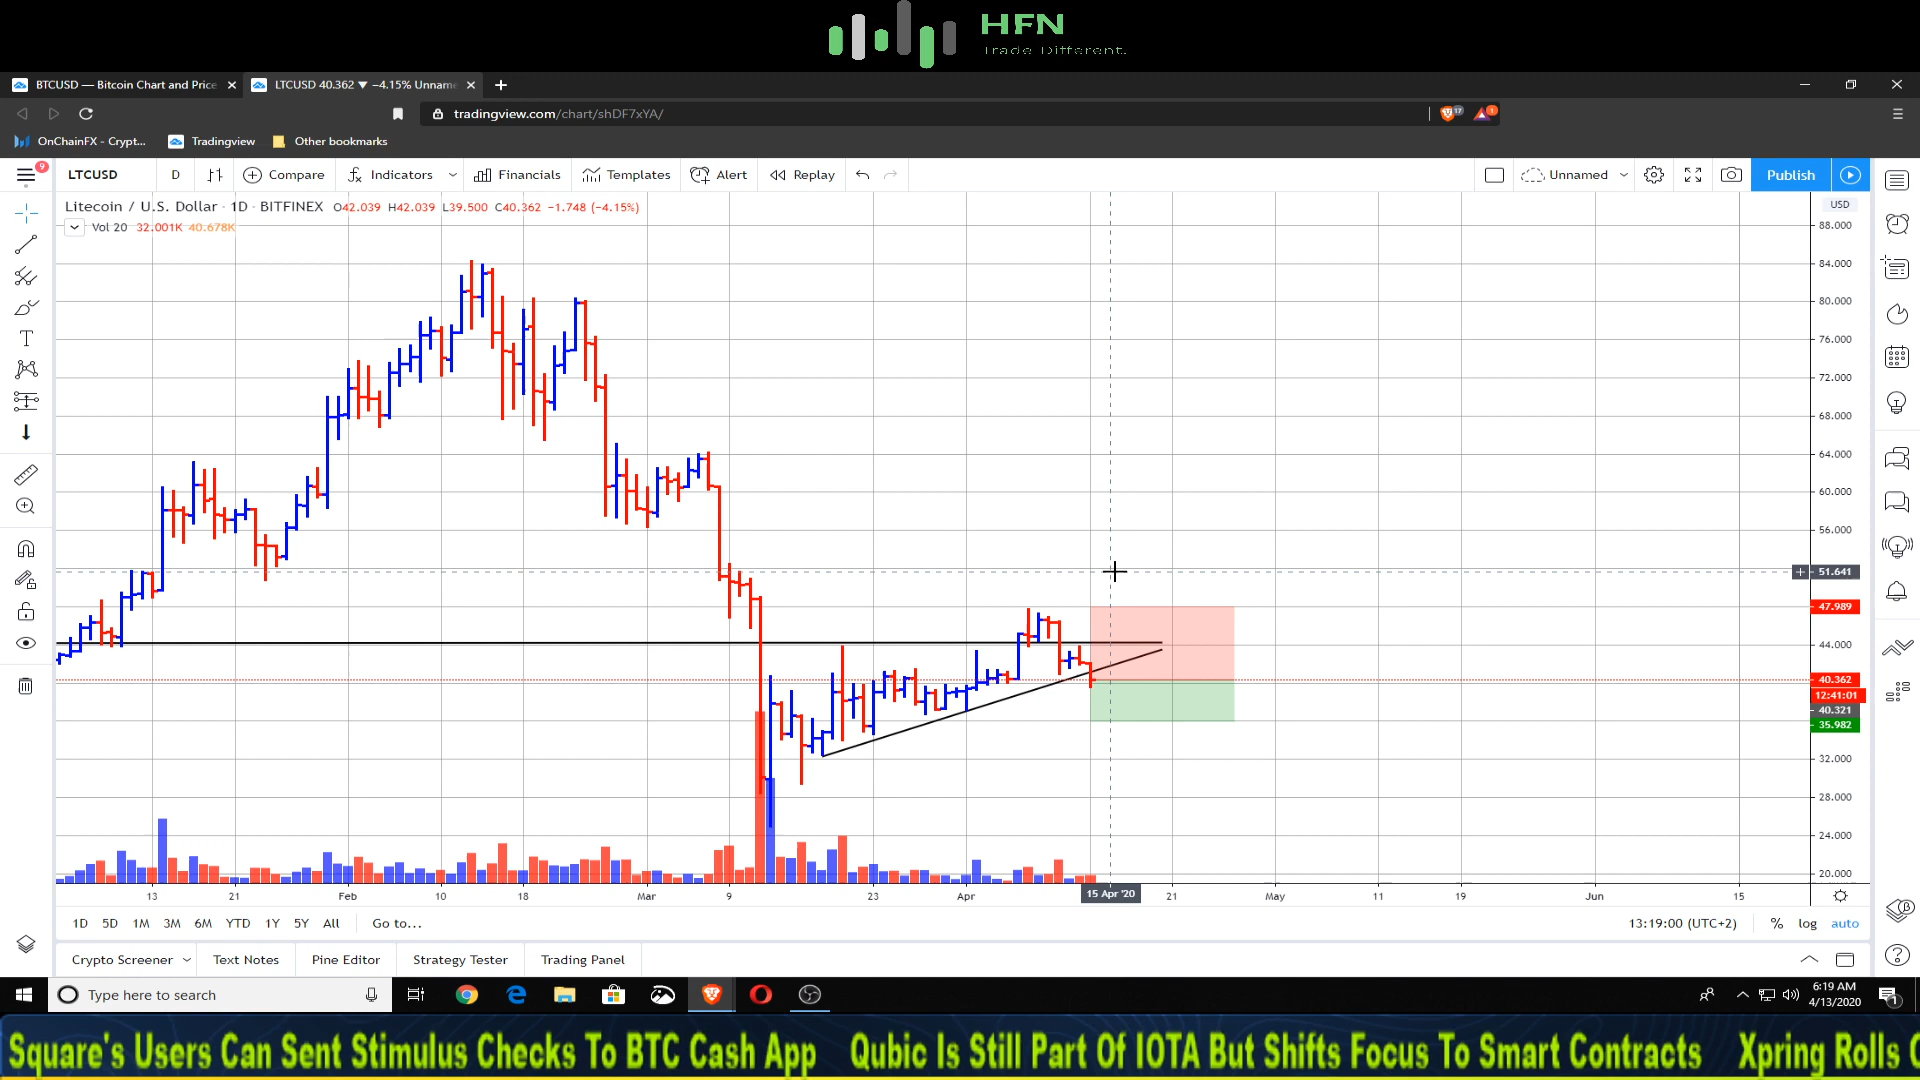 HFN
Trade Different.
BTCUSD — Bitcoin Chart and Price
LTCUSD 40.362 ▼ −4.15% Unname
tradingview.com/chart/shDF7xYA/
17
1
OnChainFX - Crypt...
Tradingview
Other bookmarks
9
LTCUSD
D
Compare
Indicators
Financials
Templates
Alert
Replay
Unnamed
Publish
Litecoin / U.S. Dollar · 1D · BITFINEX O42.039 H42.039 L39.500 C40.362 −1.748 (−4.15%)
Vol 20 32.001K 40.678K
USD
88.000
84.000
80.000
76.000
72.000
68.000
64.000
60.000
56.000
51.641
47.989
44.000
40.362
12:41:01
40.321
35.982
32.000
28.000
24.000
20.000
13 21 Feb 10 18 Mar 9 23 Apr 15 Apr '20 21 May 11 19 Jun 15
1D 5D 1M 3M 6M YTD 1Y 5Y All Go to...
13:19:00 (UTC+2) % log auto
Crypto Screener Text Notes Pine Editor Strategy Tester Trading Panel
Type here to search
6:19 AM
4/13/2020
1
Square's Users Can Sent Stimulus Checks To BTC Cash App Qubic Is Still Part Of IOTA But Shifts Focus To Smart Contracts Xpring Rolls